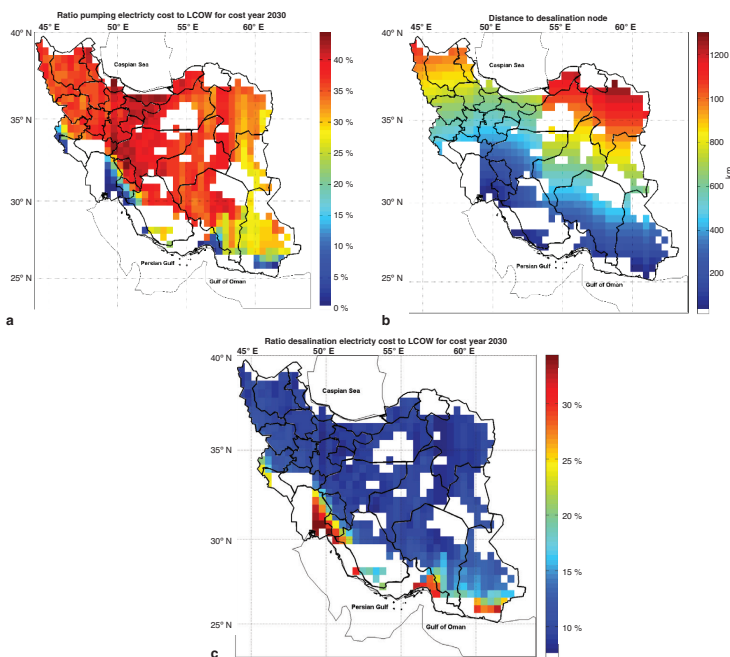 Ratio pumping electricty cost to LCOW for cost year 2030
45° E 50° E 55° E 60° E
40° N
35° N
30° N
25° N
Caspian Sea
Persian Gulf
Gulf of Oman
40 %
35 %
30 %
25 %
20 %
15 %
10 %
5 %
0 %
a
Distance to desalination node
45° E 50° E 55° E 60° E
40° N
35° N
30° N
25° N
Caspian Sea
Persian Gulf
Gulf of Oman
1200
1000
800
600
400
200
km
b
Ratio desalination electricty cost to LCOW for cost year 2030
45° E 50° E 55° E 60° E
40° N
35° N
30° N
25° N
Caspian Sea
Persian Gulf
Gulf of Oman
30 %
25 %
20 %
15 %
10 %
c